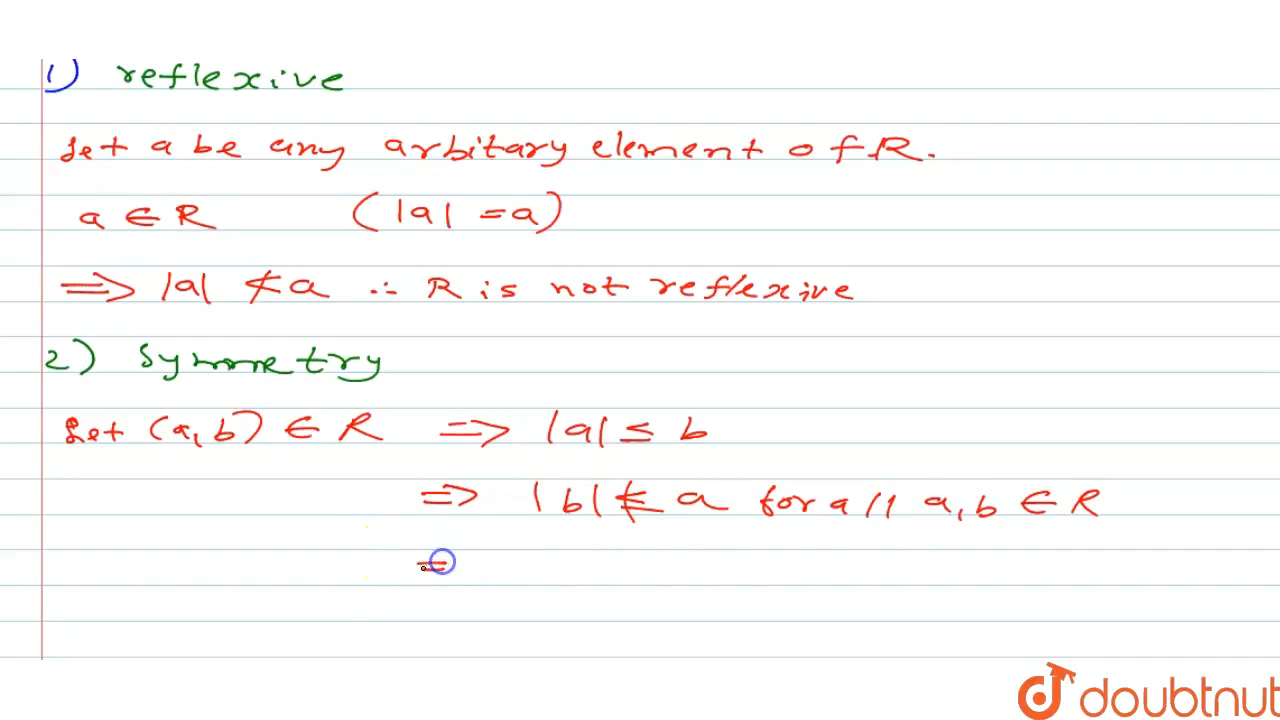 1) reflexive
Let a be any arbitary element of R.
a ∈ R (|a| = a)
⟹ |a| ≮ a ∴ R is not reflexive
2) Symmetry
Let (a,b) ∈ R ⟹ |a| ≤ b
⟹ |b| ≰ a for all a,b ∈ R
=
doubtnut